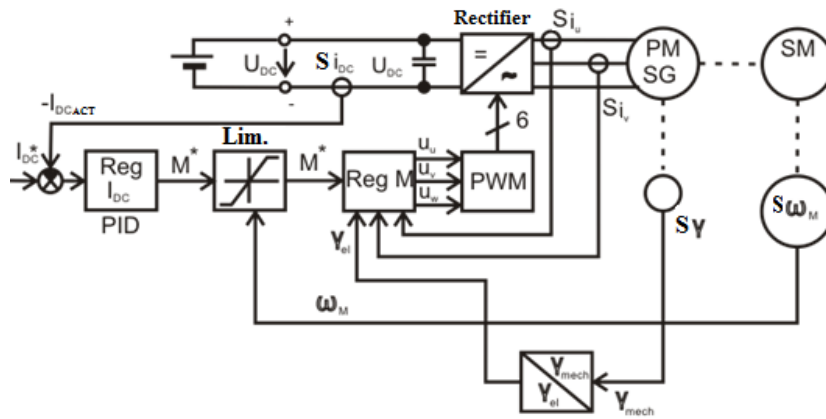 Rectifier
S i_u
+
=
~
PM
SG
SM
U_DC
S i_DC
U_DC
-
S i_v
-I_DCACT
6
Lim.
I_DC*
Reg
I_DC
M*
M*
Reg M
u_u
u_v
u_w
PWM
PID
γ_el
S γ
S ω_M
ω_M
γ_mech
γ_el
γ_mech